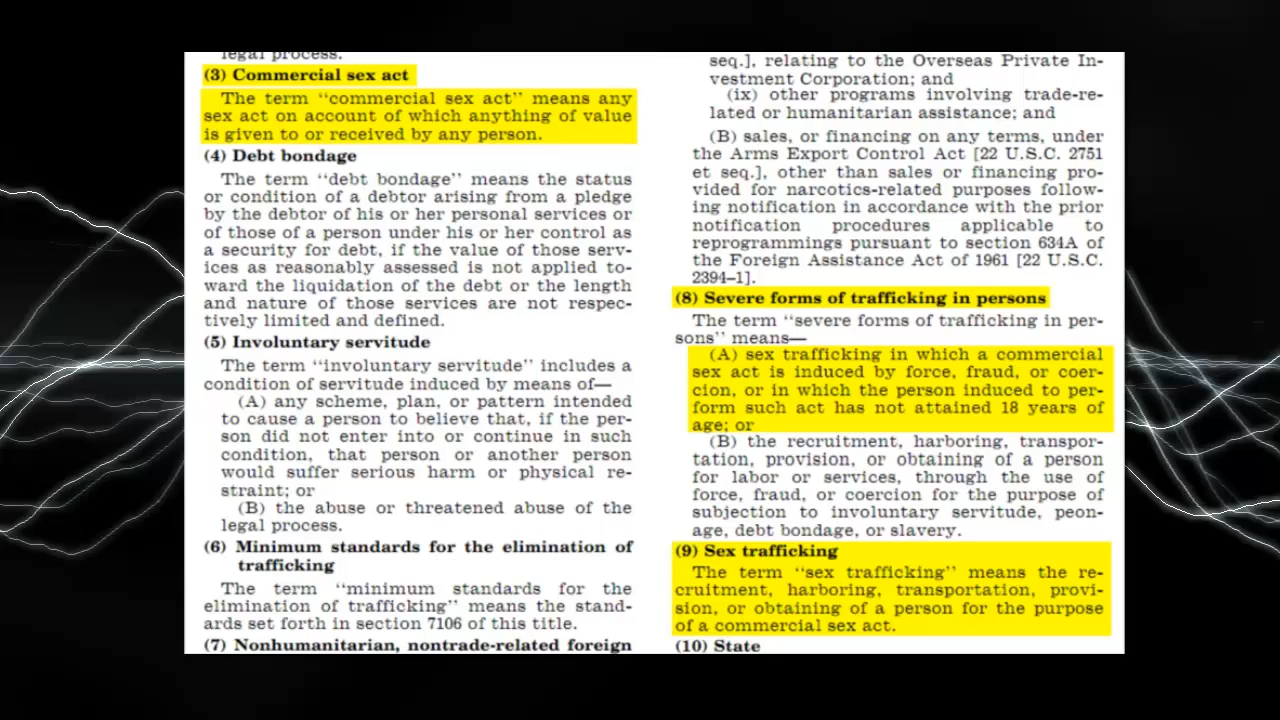 legal process.
(3) Commercial sex act
The term ‘‘commercial sex act’’ means any
sex act on account of which anything of value
is given to or received by any person.
(4) Debt bondage
The term ‘‘debt bondage’’ means the status
or condition of a debtor arising from a pledge
by the debtor of his or her personal services or
of those of a person under his or her control as
a security for debt, if the value of those serv-
ices as reasonably assessed is not applied to-
ward the liquidation of the debt or the length
and nature of those services are not respec-
tively limited and defined.
(5) Involuntary servitude
The term ‘‘involuntary servitude’’ includes a
condition of servitude induced by means of—
(A) any scheme, plan, or pattern intended
to cause a person to believe that, if the per-
son did not enter into or continue in such
condition, that person or another person
would suffer serious harm or physical re-
straint; or
(B) the abuse or threatened abuse of the
legal process.
(6) Minimum standards for the elimination of
trafficking
The term ‘‘minimum standards for the
elimination of trafficking’’ means the stand-
ards set forth in section 7106 of this title.
(7) Nonhumanitarian, nontrade-related foreign
seq.], relating to the Overseas Private In-
vestment Corporation; and
(ix) other programs involving trade-re-
lated or humanitarian assistance; and
(B) sales, or financing on any terms, under
the Arms Export Control Act [22 U.S.C. 2751
et seq.], other than sales or financing pro-
vided for narcotics-related purposes follow-
ing notification in accordance with the prior
notification procedures applicable to
reprogrammings pursuant to section 634A of
the Foreign Assistance Act of 1961 [22 U.S.C.
2394–1].
(8) Severe forms of trafficking in persons
The term ‘‘severe forms of trafficking in per-
sons’’ means—
(A) sex trafficking in which a commercial
sex act is induced by force, fraud, or coer-
cion, or in which the person induced to per-
form such act has not attained 18 years of
age; or
(B) the recruitment, harboring, transpor-
tation, provision, or obtaining of a person
for labor or services, through the use of
force, fraud, or coercion for the purpose of
subjection to involuntary servitude, peon-
age, debt bondage, or slavery.
(9) Sex trafficking
The term ‘‘sex trafficking’’ means the re-
cruitment, harboring, transportation, provi-
sion, or obtaining of a person for the purpose
of a commercial sex act.
(10) State